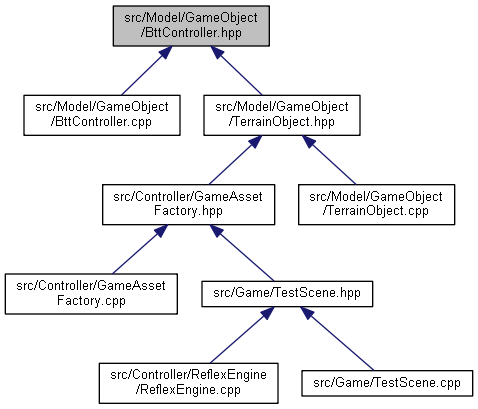 src/Model/GameObject
/BttController.hpp
src/Model/GameObject
/BttController.cpp
src/Model/GameObject
/TerrainObject.hpp
src/Controller/GameAsset
Factory.hpp
src/Model/GameObject
/TerrainObject.cpp
src/Controller/GameAsset
Factory.cpp
src/Game/TestScene.hpp
src/Controller/ReflexEngine
/ReflexEngine.cpp
src/Game/TestScene.cpp